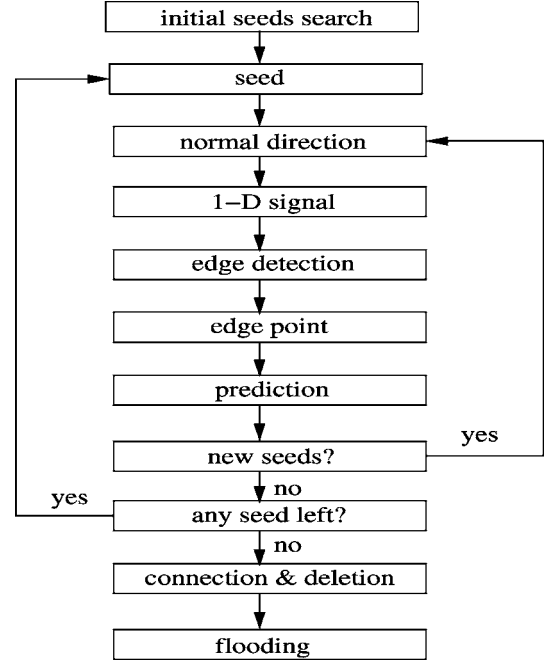 initial seeds search
seed
normal direction
1–D signal
edge detection
edge point
prediction
yes
new seeds?
no
yes
any seed left?
no
connection & deletion
flooding